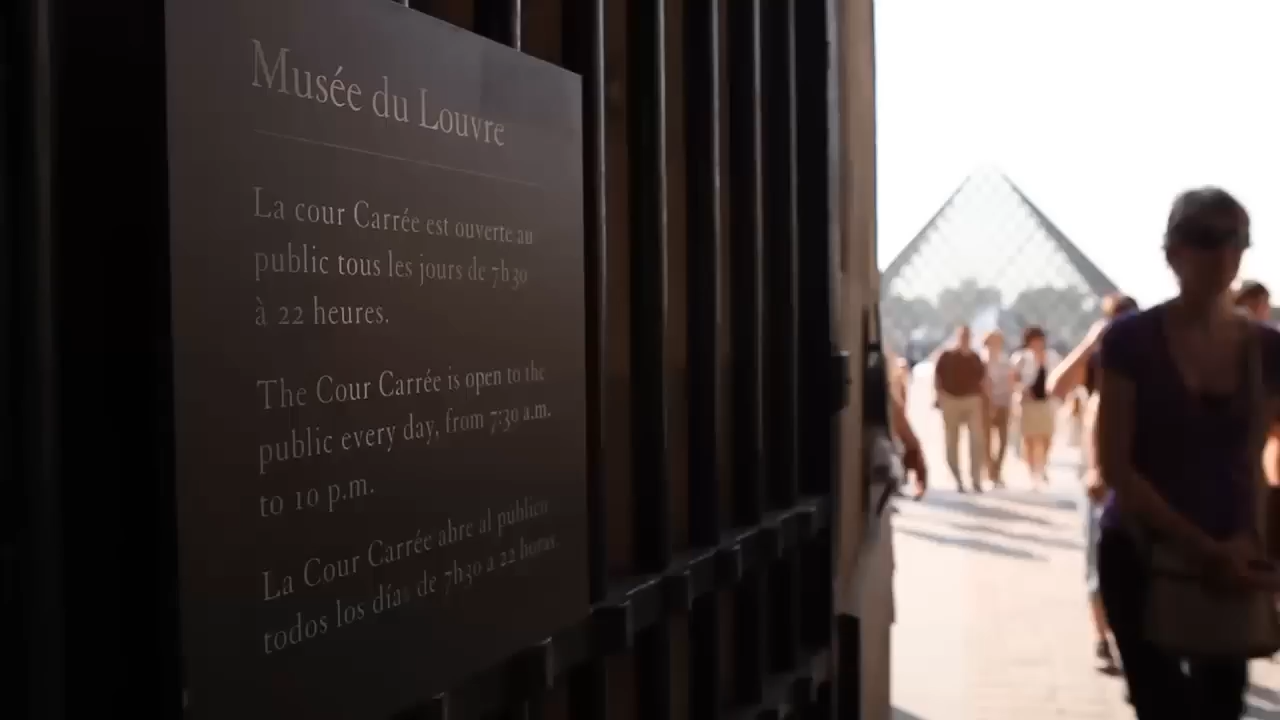 Musée du Louvre
La cour Carrée est ouverte au
public tous les jours de 7h30
à 22 heures.
The Cour Carrée is open to the
public every day, from 7:30 a.m.
to 10 p.m.
La Cour Carrée abre al publico
todos los días de 7h30 a 22 horas.